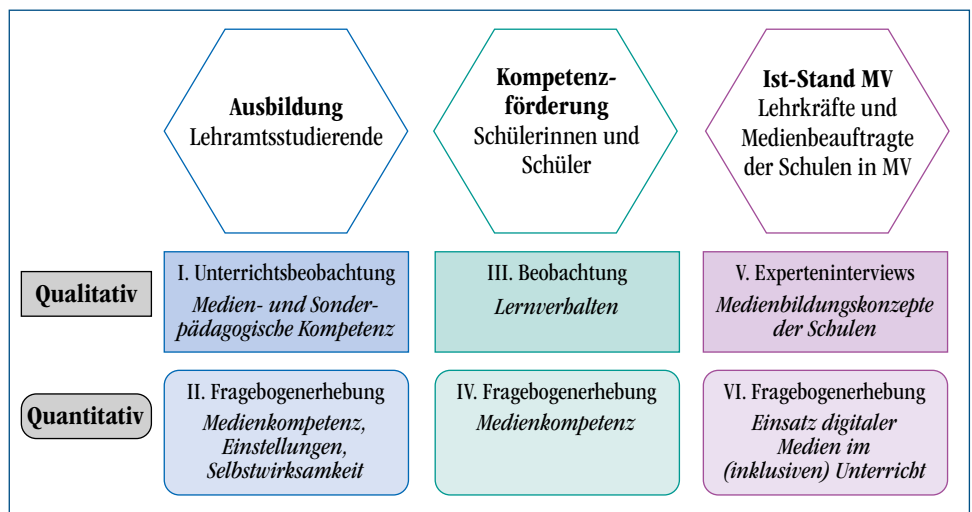 Ausbildung
Lehramtsstudierende
Kompetenz-
förderung
Schülerinnen und
Schüler
Ist-Stand MV
Lehrkräfte und
Medienbeauftragte
der Schulen in MV
Qualitativ
I. Unterrichtsbeobachtung
Medien- und Sonder-
pädagogische Kompetenz
III. Beobachtung
Lernverhalten
V. Experteninterviews
Medienbildungskonzepte
der Schulen
Quantitativ
II. Fragebogenerhebung
Medienkompetenz,
Einstellungen,
Selbstwirksamkeit
IV. Fragebogenerhebung
Medienkompetenz
VI. Fragebogenerhebung
Einsatz digitaler
Medien im
(inklusiven) Unterricht